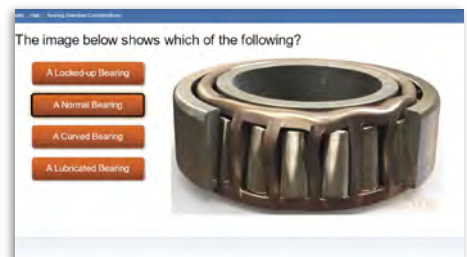 The image below shows which of the following?
A Locked-up Bearing
A Normal Bearing
A Curved Bearing
A Lubricated Bearing